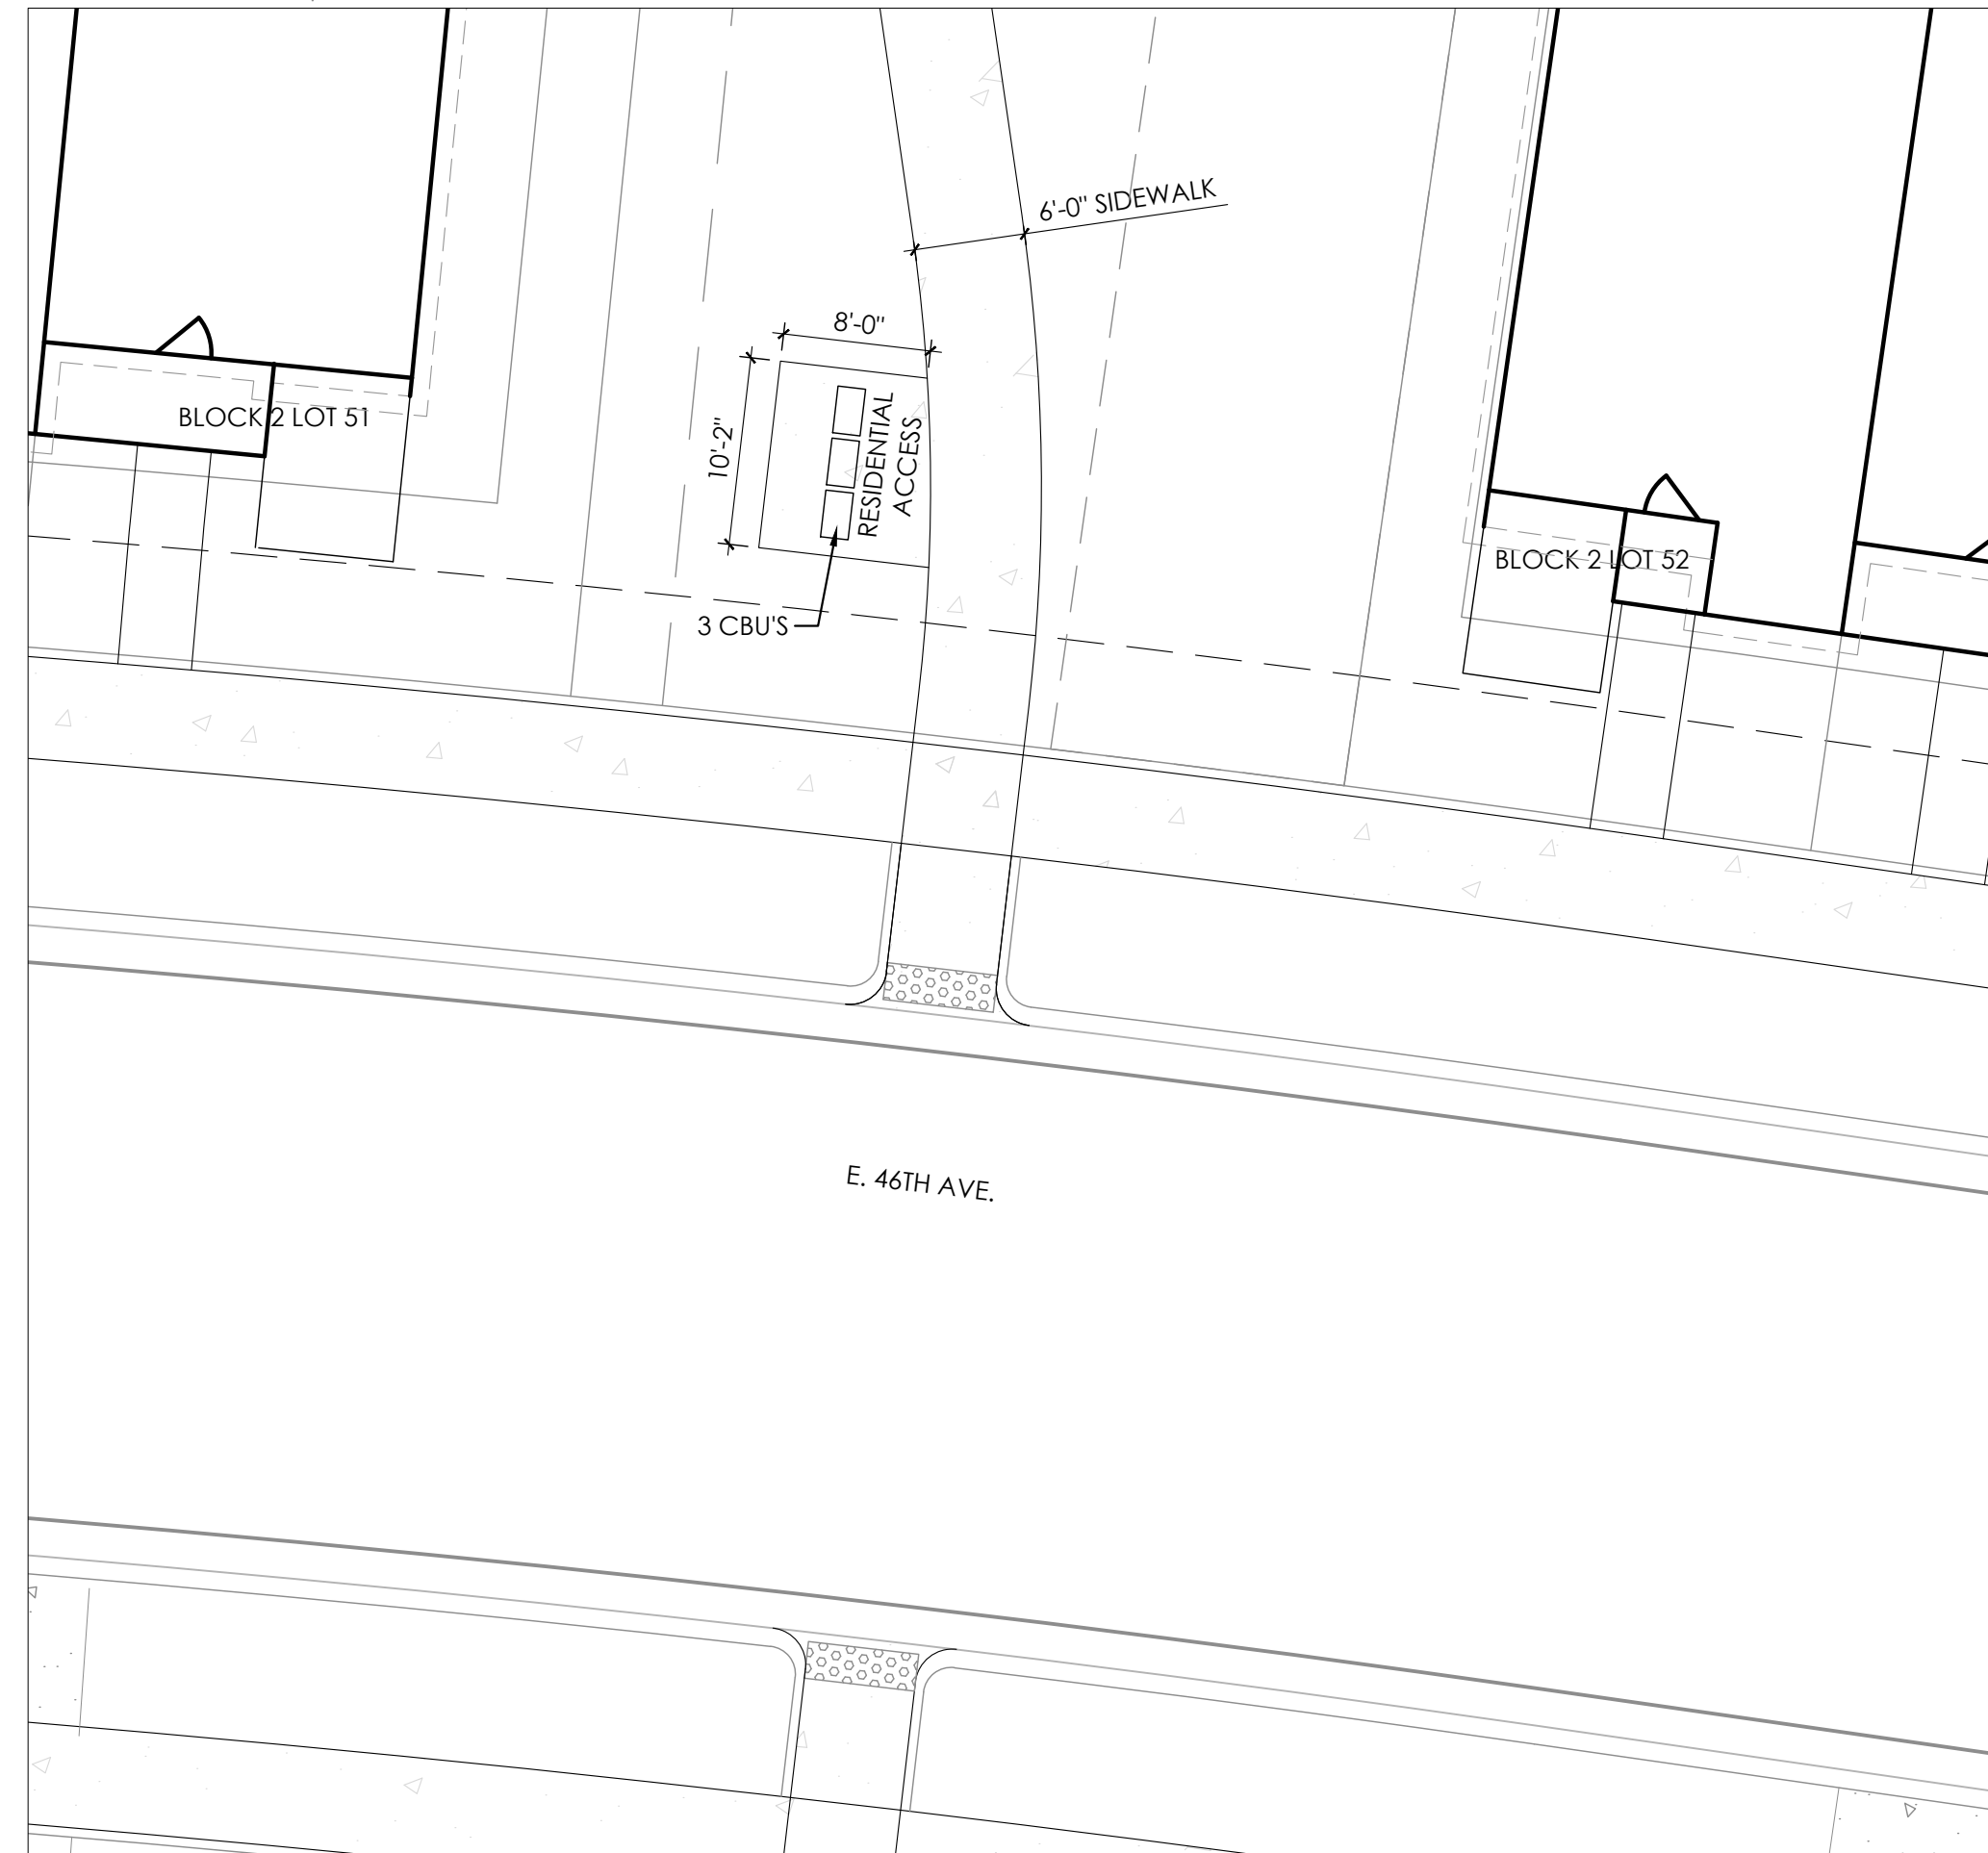 6'-0" SIDEWALK
8'-0"
10'-2"
RESIDENTIAL
ACCESS
BLOCK 2 LOT 51
BLOCK 2 LOT 52
3 CBU'S
E. 46TH AVE.